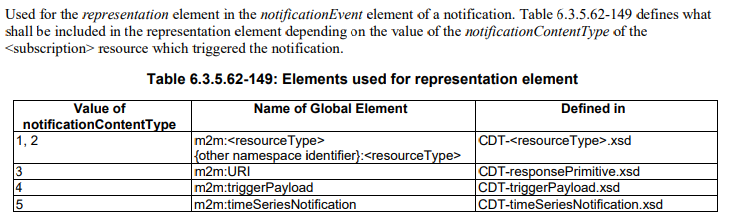 Used for the representation element in the notificationEvent element of a notification. Table 6.3.5.62-149 defines what
shall be included in the representation element depending on the value of the notificationContentType of the
<subscription> resource which triggered the notification.
Table 6.3.5.62-149: Elements used for representation element
Value of notificationContentType Name of Global Element Defined in
1, 2 m2m:<resourceType> CDT-<resourceType>.xsd
{other namespace identifier}:<resourceType>
3 m2m:URI CDT-responsePrimitive.xsd
4 m2m:triggerPayload CDT-triggerPayload.xsd
5 m2m:timeSeriesNotification CDT-timeSeriesNotification.xsd